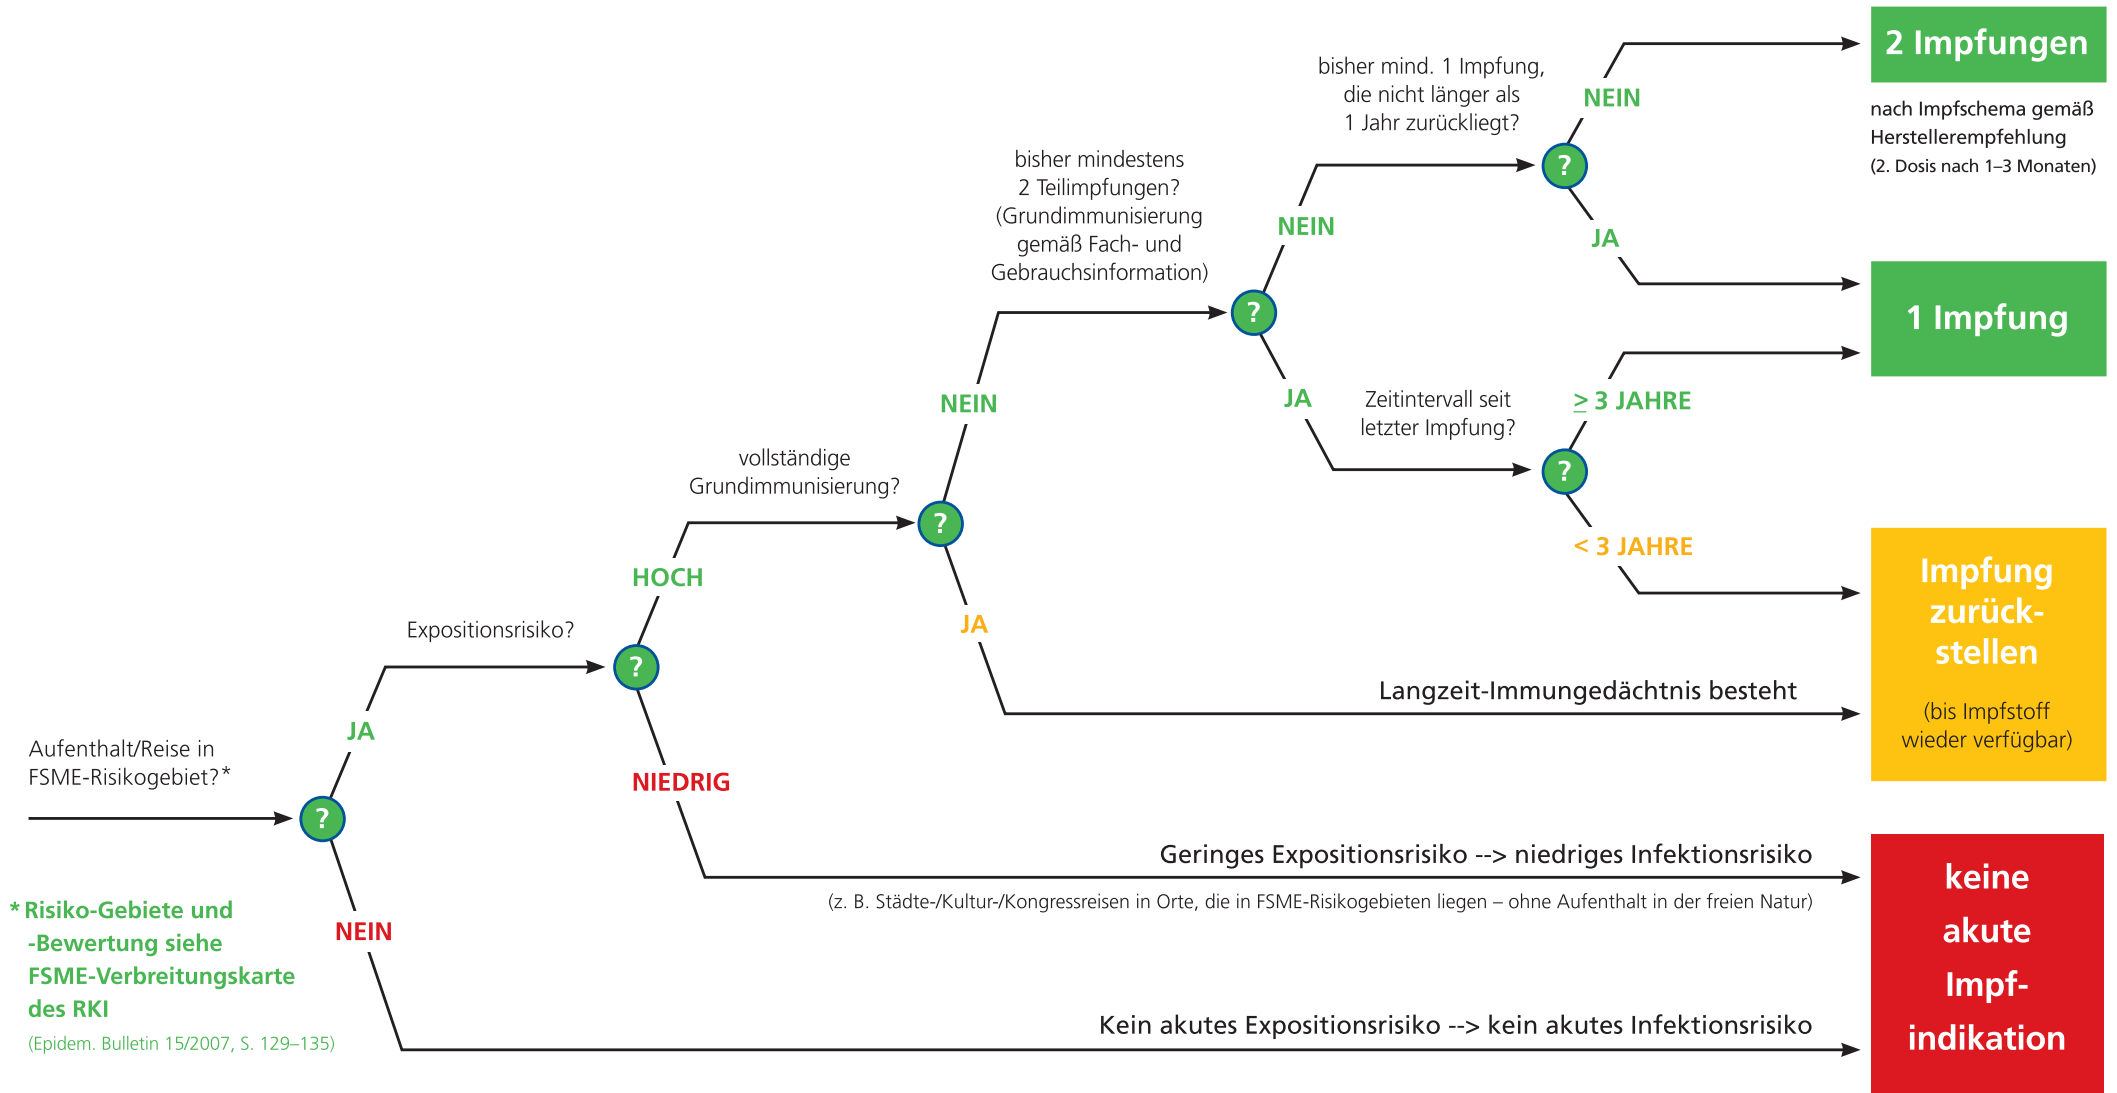 Aufenthalt/Reise in
FSME-Risikogebiet?*
?
JA
NEIN
Expositionsrisiko?
?
HOCH
NIEDRIG
vollständige
Grundimmunisierung?
?
NEIN
JA
bisher mindestens
2 Teilimpfungen?
(Grundimmunisierung
gemäß Fach- und
Gebrauchsinformation)
?
NEIN
JA
bisher mind. 1 Impfung,
die nicht länger als
1 Jahr zurückliegt?
?
NEIN
JA
Zeitintervall seit
letzter Impfung?
?
≥ 3 JAHRE
< 3 JAHRE
2 Impfungen
nach Impfschema gemäß
Herstellerempfehlung
(2. Dosis nach 1–3 Monaten)
1 Impfung
Impfung
zurück-
stellen
(bis Impfstoff
wieder verfügbar)
Langzeit-Immungedächtnis besteht
Geringes Expositionsrisiko --> niedriges Infektionsrisiko
(z. B. Städte-/Kultur-/Kongressreisen in Orte, die in FSME-Risikogebieten liegen – ohne Aufenthalt in der freien Natur)
Kein akutes Expositionsrisiko --> kein akutes Infektionsrisiko
keine
akute
Impf-
indikation
* Risiko-Gebiete und
-Bewertung siehe
FSME-Verbreitungskarte
des RKI
(Epidem. Bulletin 15/2007, S. 129–135)